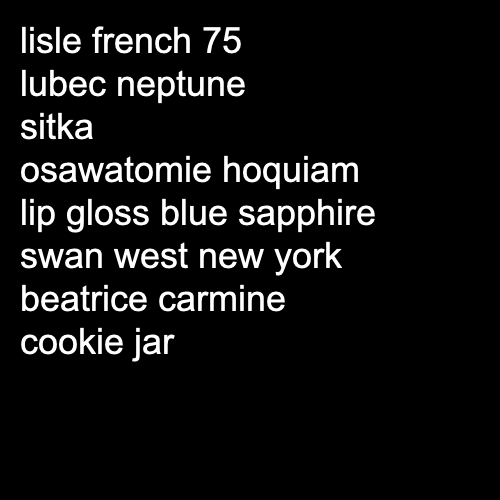 lisle french 75
lubec neptune
sitka
osawatomie hoquiam
lip gloss blue sapphire
swan west new york
beatrice carmine
cookie jar